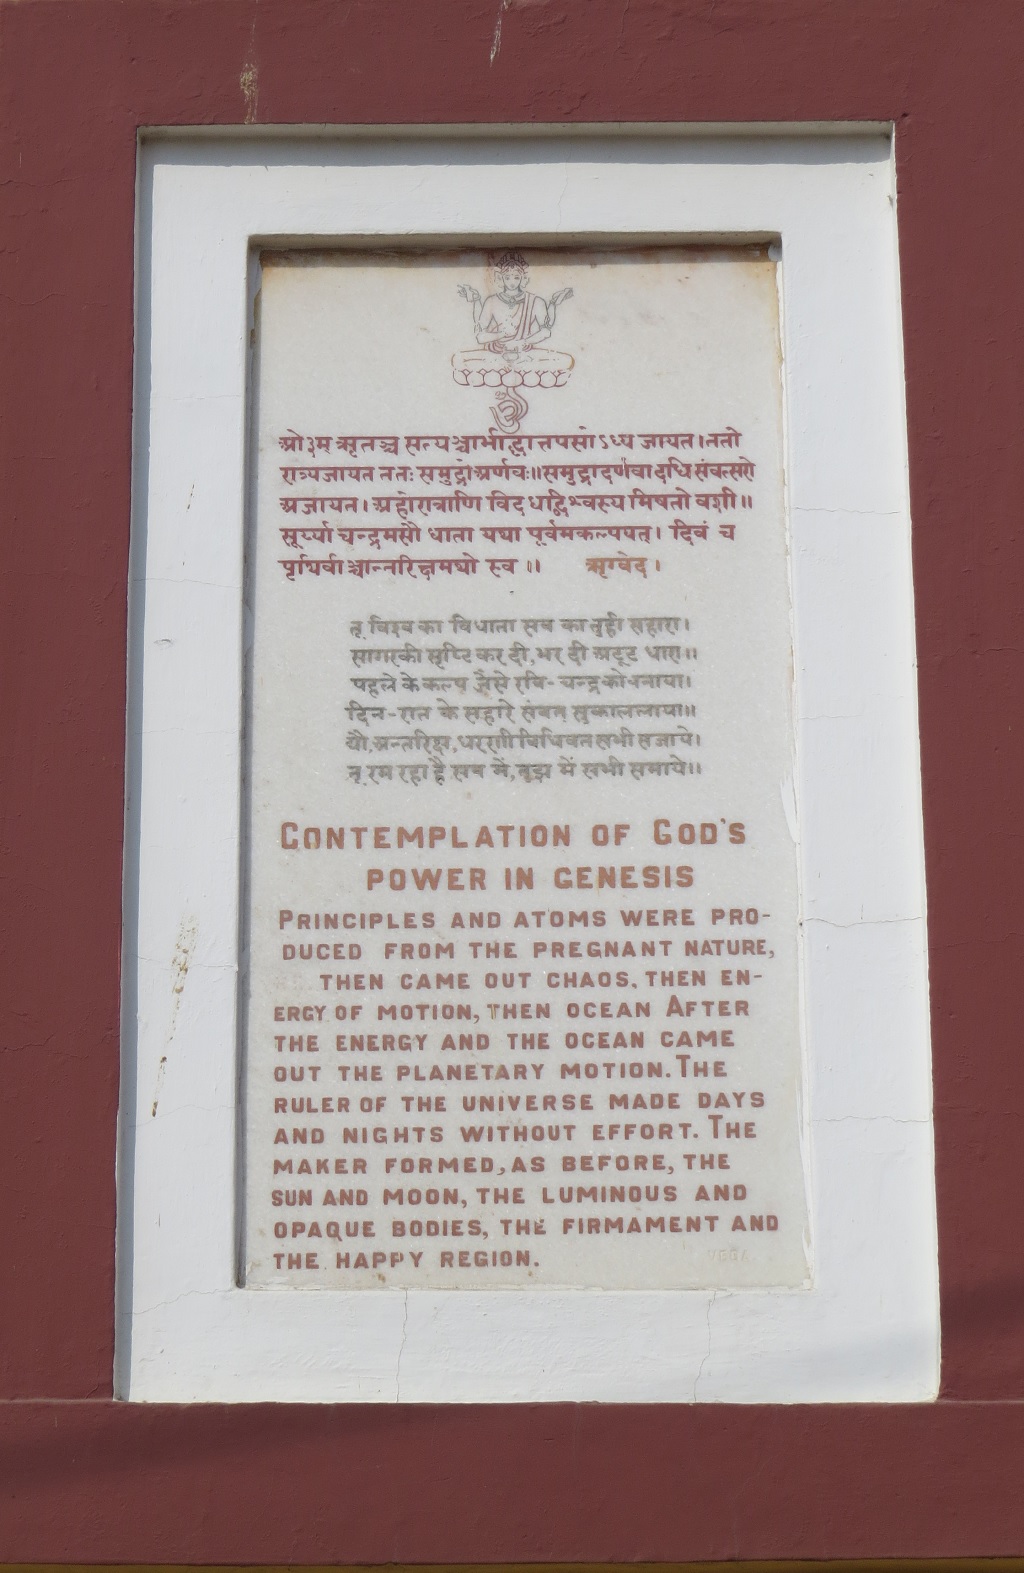 ओ३म् ऋतञ्च सत्यञ्चाभीद्धात्तपसोऽध्य जायत। ततो
रात्र्यजायत ततः समुद्रो अर्णवः॥ समुद्रादर्णवादधि संवत्सरो
अजायत। अहोरात्राणि विदधद्विश्वस्य मिषतो वशी॥
सूर्य्या चन्द्रमसौ धाता यथा पूर्वमकल्पयत्। दिवं च
पृथिवीञ्चान्तरिक्षमथो स्व॥ ऋग्वेद।
तू विश्व का विधाता सब का तूही सहारा।
सागर की सृष्टि कर दी, भर दी अटूट धारा॥
पहले के कल्प जैसे रवि-चन्द्र को बनाया।
दिन-रात के सहारे संवत् सुकाल लाया॥
द्यौ, अन्तरिक्ष, धरणी विधिवत सभी सजाये।
तू रम रहा है सब में, तुझ में सभी समाये॥
CONTEMPLATION OF GOD'S
POWER IN GENESIS
PRINCIPLES AND ATOMS WERE PRO-
DUCED FROM THE PREGNANT NATURE,
THEN CAME OUT CHAOS. THEN EN-
ERGY OF MOTION, THEN OCEAN AFTER
THE ENERGY AND THE OCEAN CAME
OUT THE PLANETARY MOTION. THE
RULER OF THE UNIVERSE MADE DAYS
AND NIGHTS WITHOUT EFFORT. THE
MAKER FORMED, AS BEFORE, THE
SUN AND MOON, THE LUMINOUS AND
OPAQUE BODIES, THE FIRMAMENT AND
THE HAPPY REGION.